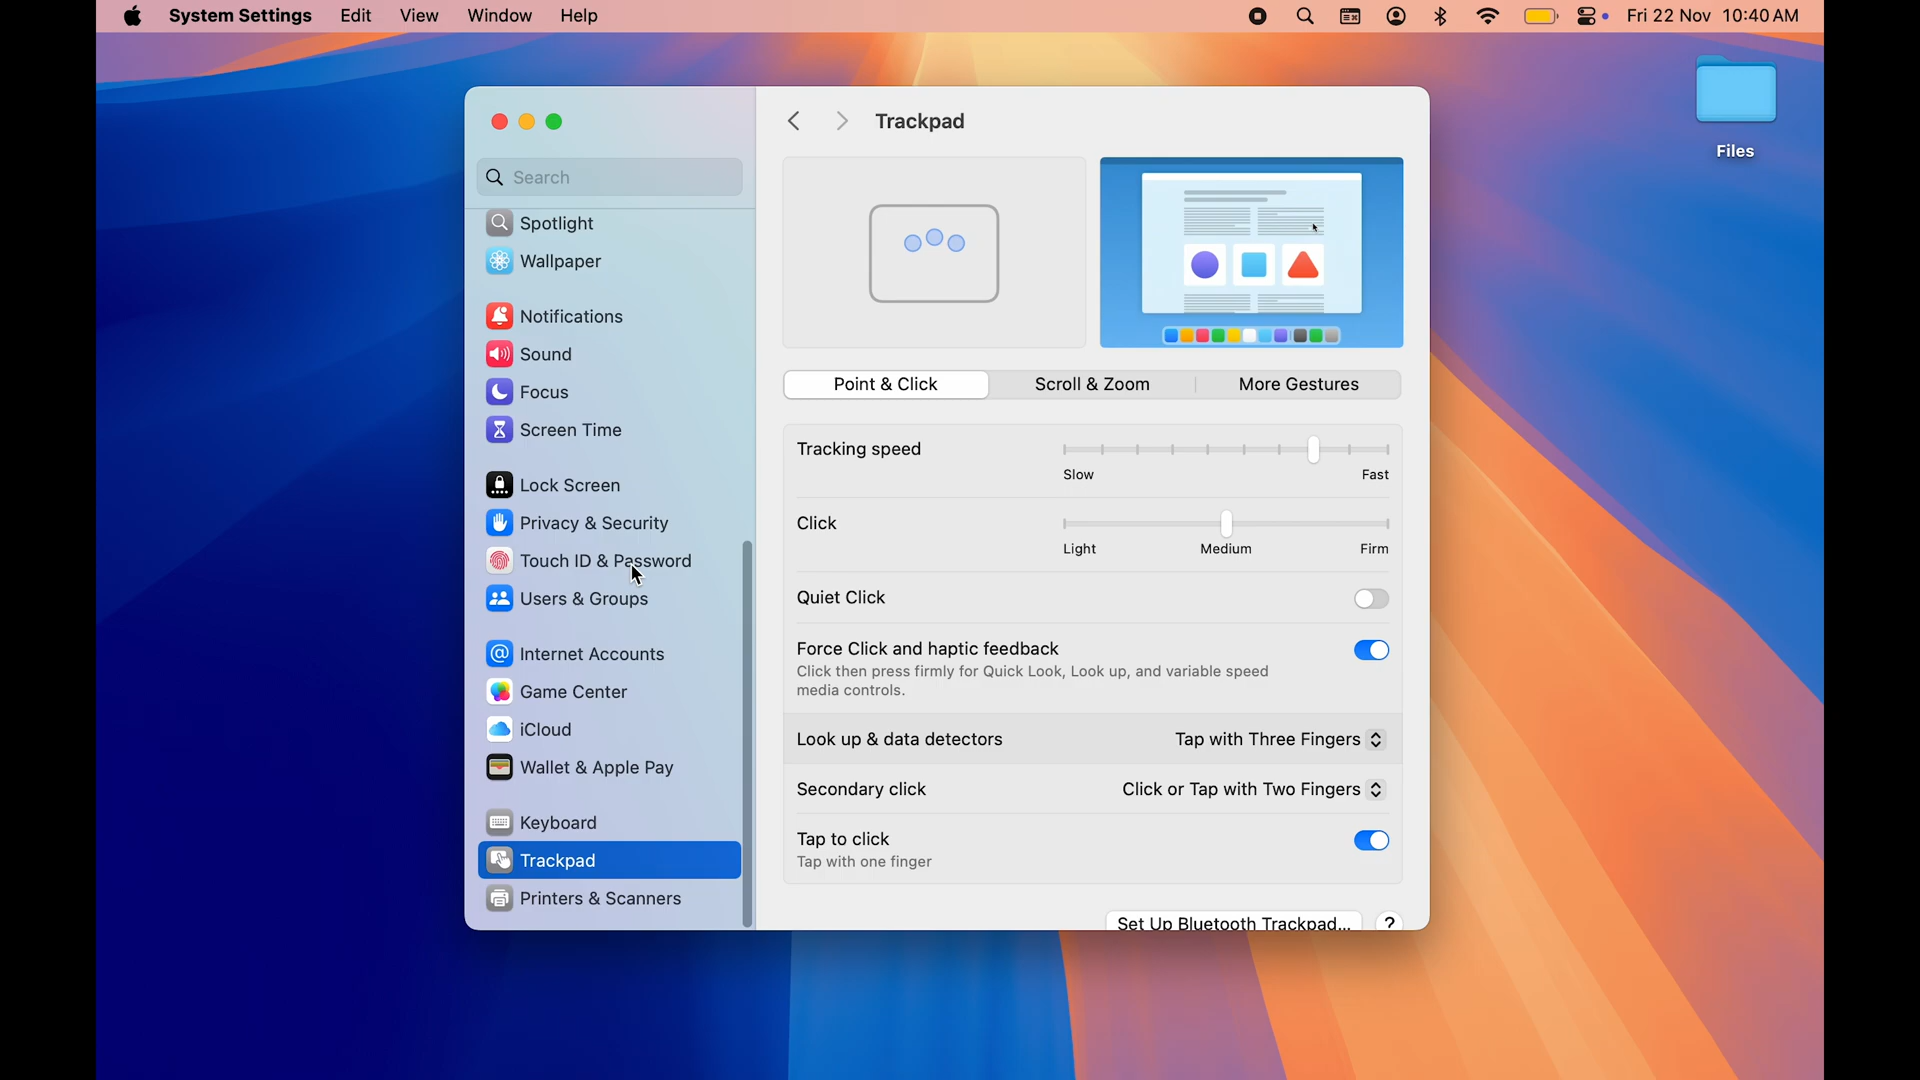 System Settings Edit View Window Help Fri 22 Nov 10:40 AM
Files
Search
Spotlight
Wallpaper
Notifications
Sound
Focus
Screen Time
Lock Screen
Privacy & Security
Touch ID & Password
Users & Groups
Internet Accounts
Game Center
iCloud
Wallet & Apple Pay
Keyboard
Trackpad
Printers & Scanners
Trackpad
Point & Click Scroll & Zoom More Gestures
Tracking speed
Slow Fast
Click
Light Medium Firm
Quiet Click
Force Click and haptic feedback
Click then press firmly for Quick Look, Look up, and variable speed
media controls.
Look up & data detectors Tap with Three Fingers
Secondary click Click or Tap with Two Fingers
Tap to click
Tap with one finger
Set Up Bluetooth Trackpad... ?